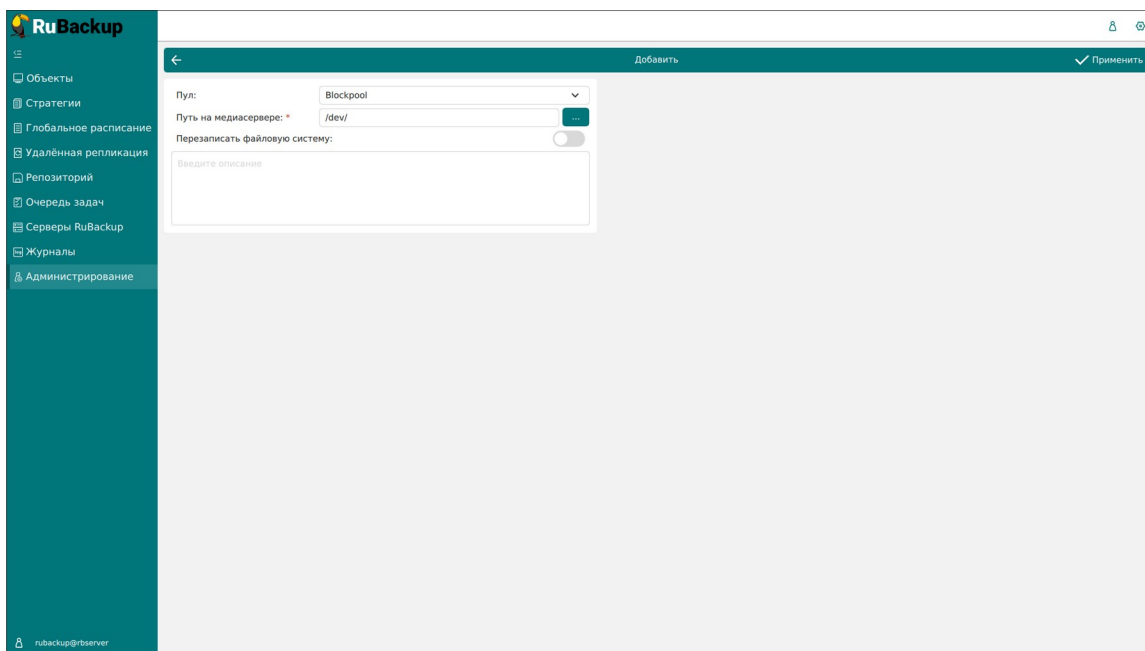 RuBackup
Объекты
Стратегии
Глобальное расписание
Удалённая репликация
Репозиторий
Очередь задач
Серверы RuBackup
Журналы
Администрирование
rubackup@rbserver
Добавить
Применить
Пул:
Blockpool
Путь на медиасервере: *
/dev/
...
Перезаписать файловую систему:
Введите описание